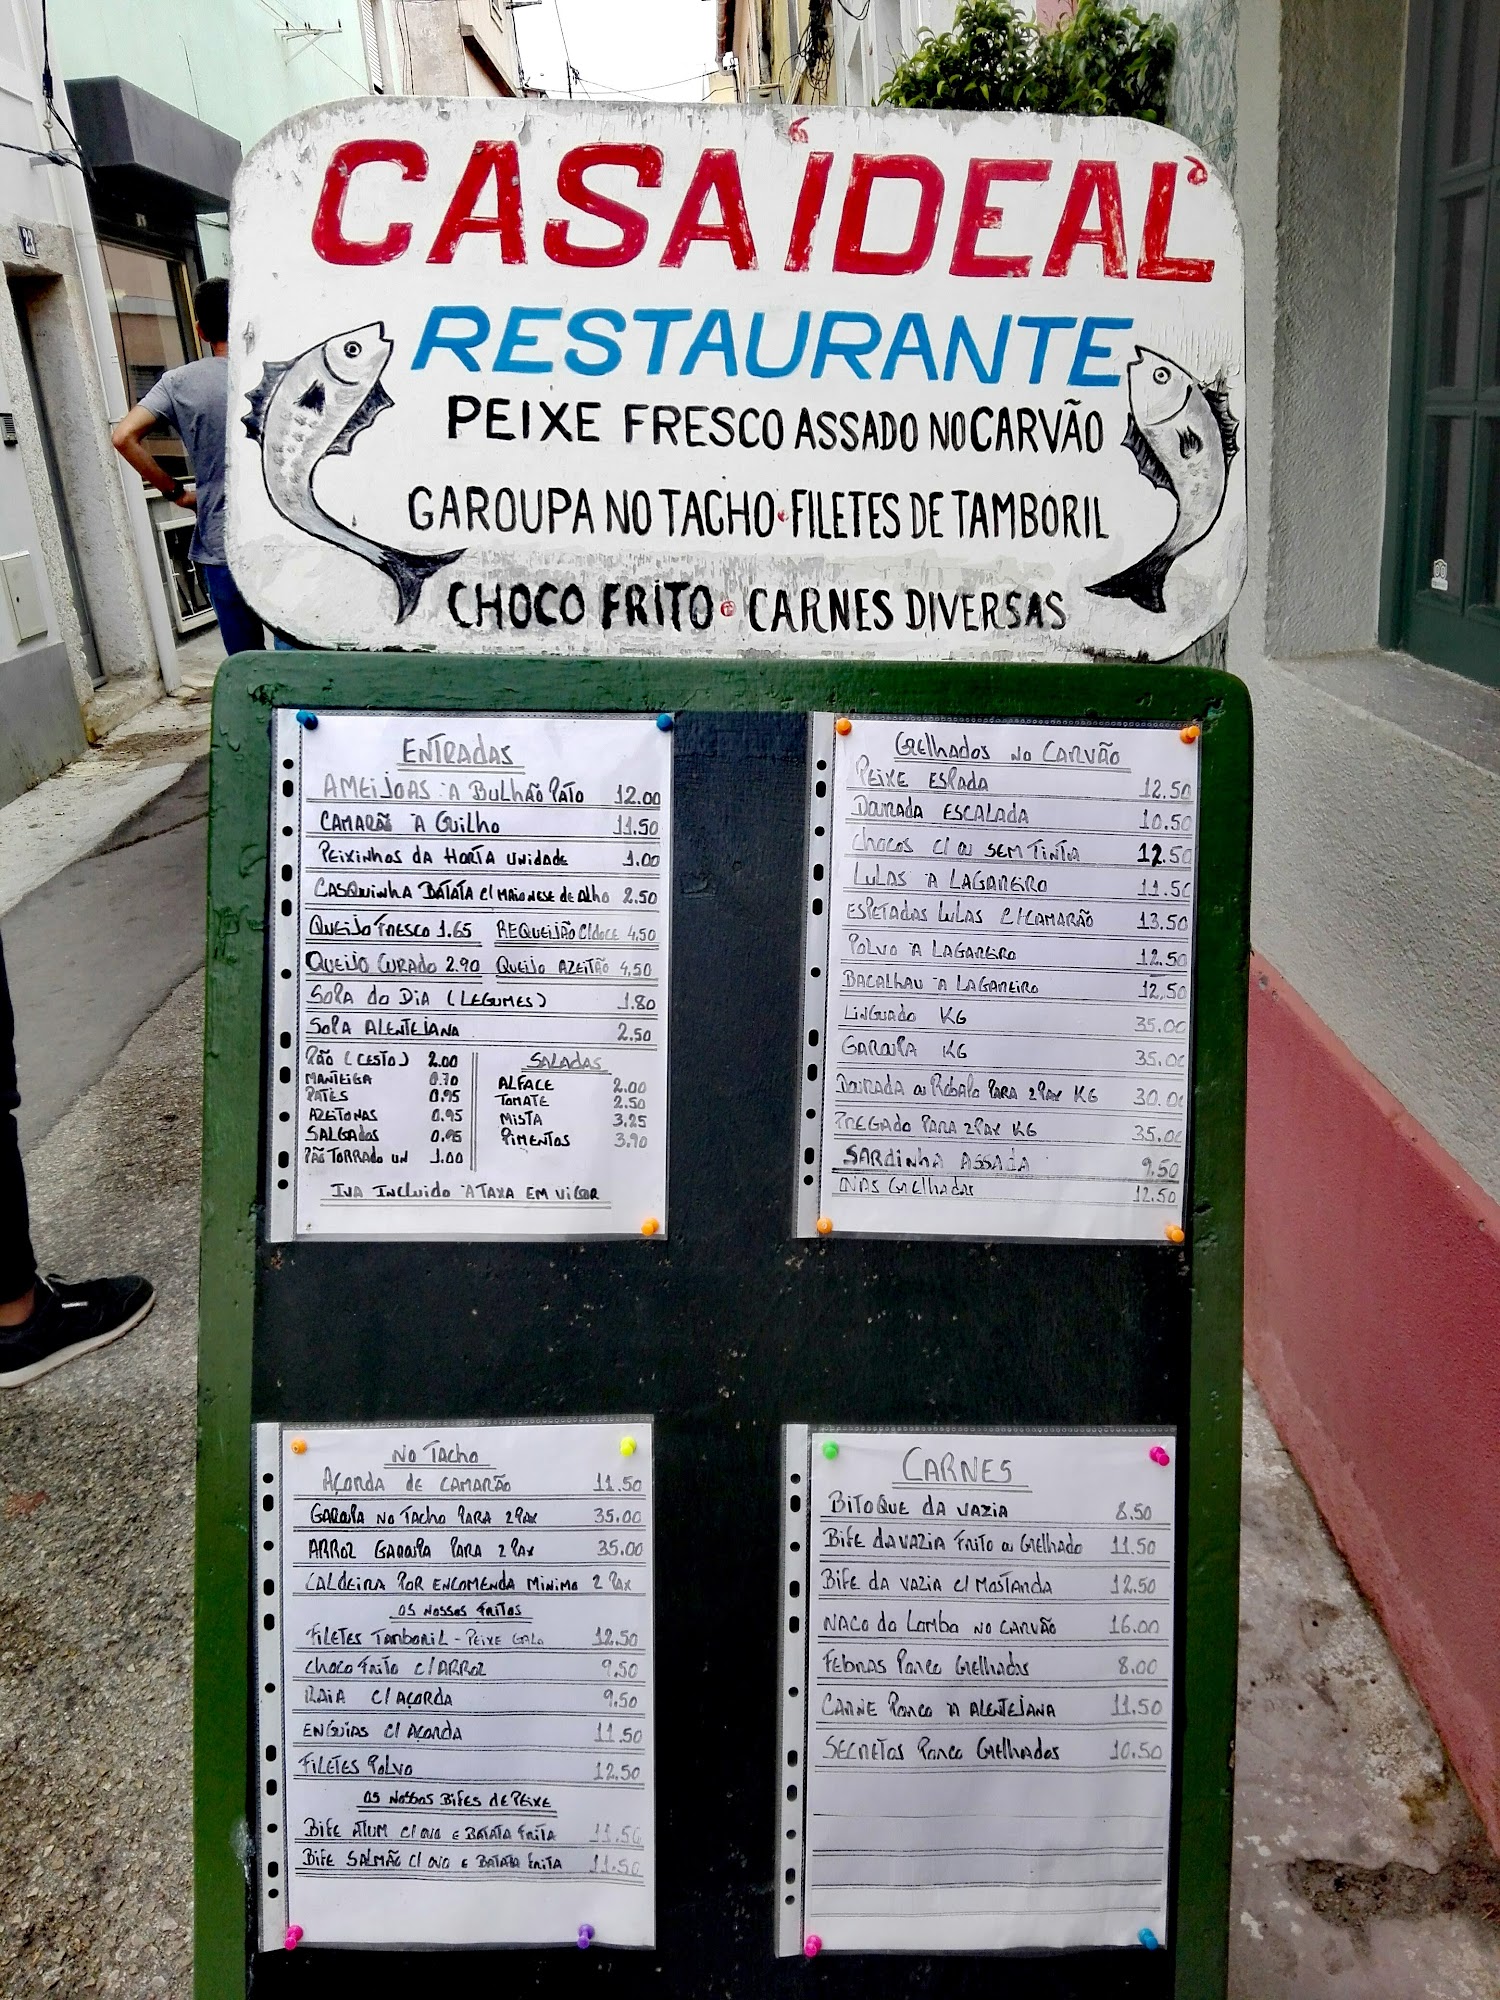 CASA ÍDEAL
RESTAURANTE
PEIXE FRESCO ASSADO NO CARVÃO
GAROUPA NO TACHO • FILETES DE TAMBORIL
CHOCO FRITO • CARNES DIVERSAS
ENTRADAS
AMEIJOAS À BULHÃO PATO 12.00
CAMARÃO À GUILHO 11.50
PEIXINHOS DA HORTA UNIDADE 1.00
CASQUINHA BATATA C/ MAIONESE de Alho 2.50
QUEIJO FRESCO 1.65 REQUEIJÃO C/DOCE 4.50
QUEIJO CURADO 2.90 QUEIJO AZEITÃO 4.50
SOPA do DIA (LEGUMES) 1.80
SOPA ALENTEJANA 2.50
PÃO (CESTO) 2.00
MANTEIGA 0.70
PATÉS 0.95
AZETONAS 0.95
SALGADOS 0.95
PÃO TORRADO UN 1.00
SALADAS
ALFACE 2.00
TOMATE 2.50
MISTA 3.25
PIMENTOS 3.90
IVA INCLUIDO À TAXA EM VIGOR
GRELHADOS NO CARVÃO
PEIXE ESPADA 12.50
DOURADA ESCALADA 10.50
CHOCOS C/ OU SEM TINTA 12.50
LULAS À LAGAREIRO 11.50
ESPETADAS LULAS C/CAMARÃO 13.50
POLVO À LAGAREIRO 12.50
BACALHAU À LAGAREIRO 12.50
LINGUADO KG 35.00
GAROUPA KG 35.00
DOURADA OU ROBALO PARA 2 PAX KG 30.00
PREGADO PARA 2 PAX KG 35.00
SARDINHA ASSADA 9.50
OVAS GRELHADAS 12.50
NO TACHO
AÇORDA DE CAMARÃO 11.50
GAROUPA NO TACHO PARA 2 PAX 35.00
ARROZ GAROUPA PARA 2 PAX 35.00
CALDEIRA POR ENCOMENDA MINIMO 2 PAX
OS NOSSOS FRITOS
FILETES TAMBORIL - PEIXE GALO 12.50
CHOCO FRITO C/ARROZ 9.50
RAIA C/ AÇORDA 9.50
ENGUIAS C/ AÇORDA 11.50
FILETES POLVO 12.50
OS NOSSOS BIFES DE PEIXE
BIFE ATUM C/ OVO E BATATA FRITA 11.50
BIFE SALMÃO C/ OVO E BATATA FRITA 11.50
CARNES
BITOQUE DA VAZIA 8.50
BIFE DA VAZIA FRITO OU GRELHADO 11.50
BIFE DA VAZIA C/ MOSTARDA 12.50
NACO do Lombo NO CARVÃO 16.00
FEBRAS PORCO GRELHADAS 8.00
CARNE PORCO À ALENTEJANA 11.50
SECRETOS PORCO GRELHADOS 10.50